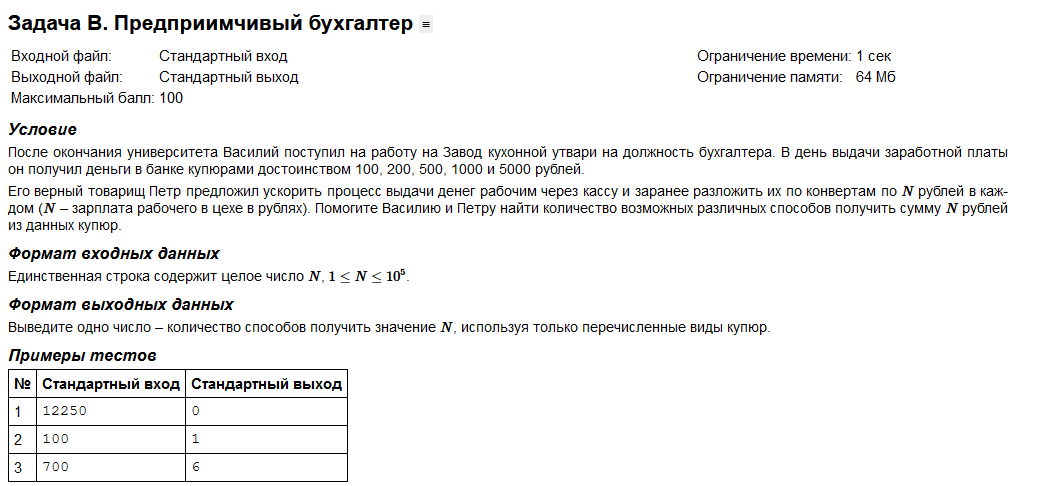 Задача B. Предприимчивый бухгалтер ≡
Входной файл: Стандартный вход Ограничение времени: 1 сек
Выходной файл: Стандартный выход Ограничение памяти: 64 Мб
Максимальный балл: 100
Условие
После окончания университета Василий поступил на работу на Завод кухонной утвари на должность бухгалтера. В день выдачи заработной платы
он получил деньги в банке купюрами достоинством 100, 200, 500, 1000 и 5000 рублей.
Его верный товарищ Петр предложил ускорить процесс выдачи денег рабочим через кассу и заранее разложить их по конвертам по N рублей в каж-
дом (N – зарплата рабочего в цехе в рублях). Помогите Василию и Петру найти количество возможных различных способов получить сумму N рублей
из данных купюр.
Формат входных данных
Единственная строка содержит целое число N, 1 ≤ N ≤ 10⁵.
Формат выходных данных
Выведите одно число – количество способов получить значение N, используя только перечисленные виды купюр.
Примеры тестов
№ Стандартный вход Стандартный выход
1 12250 0
2 100 1
3 700 6